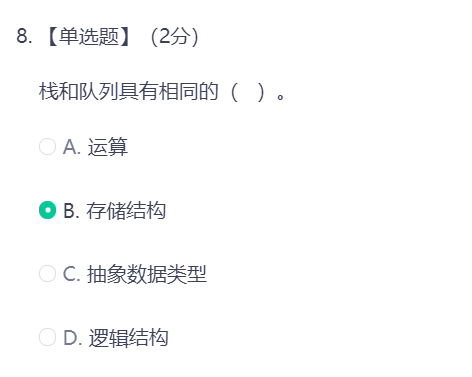 8. 【单选题】（2分）
栈和队列具有相同的（   ）。
A. 运算
B. 存储结构
C. 抽象数据类型
D. 逻辑结构